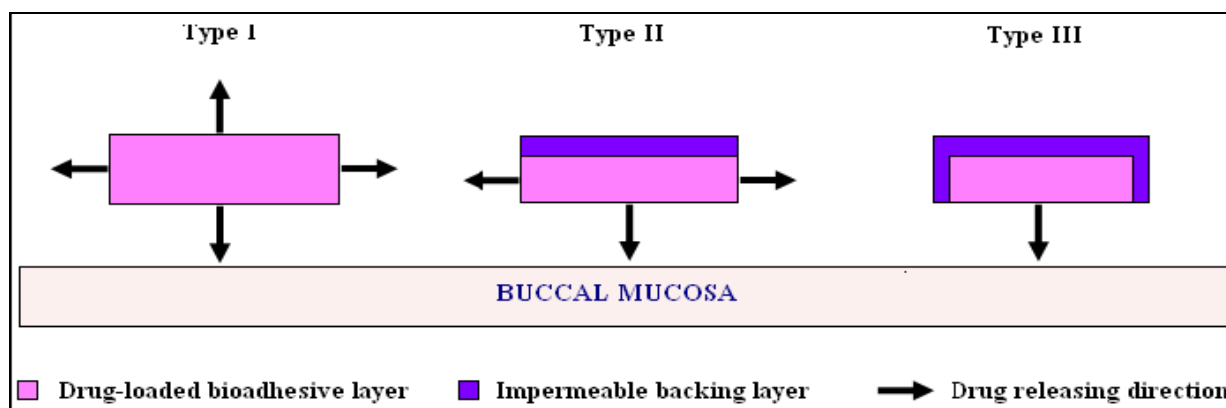 Type I Type II Type III
BUCCAL MUCOSA
Drug-loaded bioadhesive layer Impermeable backing layer Drug releasing direction